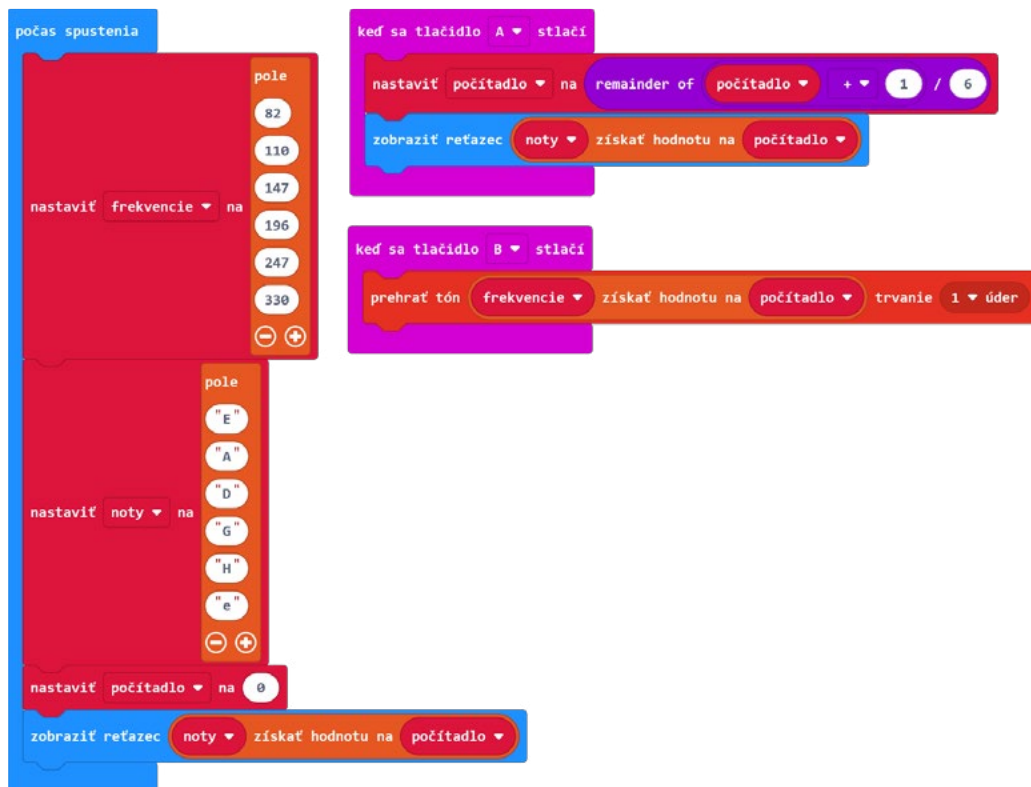 počas spustenia
nastaviť frekvencie na
pole
82
110
147
196
247
330
nastaviť noty na
pole
"E"
"A"
"D"
"G"
"H"
"e"
nastaviť počítadlo na 0
zobraziť reťazec noty získať hodnotu na počítadlo
keď sa tlačidlo A stlačí
nastaviť počítadlo na remainder of počítadlo + 1 / 6
zobraziť reťazec noty získať hodnotu na počítadlo
keď sa tlačidlo B stlačí
prehrať tón frekvencie získať hodnotu na počítadlo trvanie 1 úder